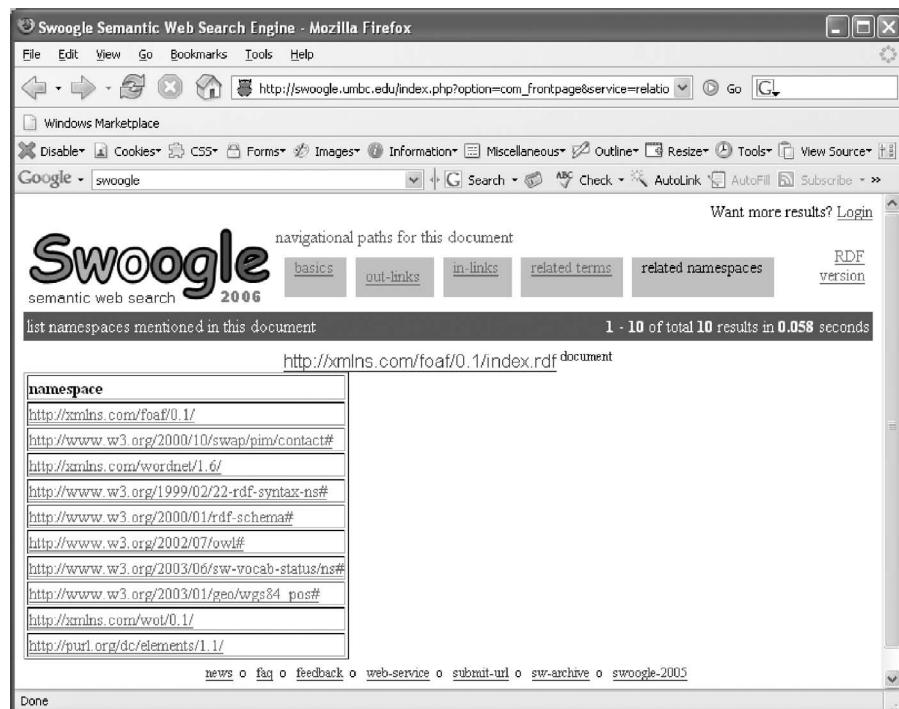 Swoogle Semantic Web Search Engine - Mozilla Firefox
File Edit View Go Bookmarks Tools Help
http://swoogle.umbc.edu/index.php?option=com_frontpage&service=relatio Go G
Windows Marketplace
Disable Cookies CSS Forms Images Information Miscellaneous Outline Resize Tools View Source
Google swoogle G Search ABC Check AutoLink AutoFill Subscribe »
Want more results? Login
Swoogle
semantic web search 2006
navigational paths for this document
basics out-links in-links related terms related namespaces
RDF
version
list namespaces mentioned in this document 1 - 10 of total 10 results in 0.058 seconds
http://xmlns.com/foaf/0.1/index.rdf document
namespace
http://xmlns.com/foaf/0.1/
http://www.w3.org/2000/10/swap/pim/contact#
http://xmlns.com/wordnet/1.6/
http://www.w3.org/1999/02/22-rdf-syntax-ns#
http://www.w3.org/2000/01/rdf-schema#
http://www.w3.org/2002/07/owl#
http://www.w3.org/2003/06/sw-vocab-status/ns#
http://www.w3.org/2003/01/geo/wgs84_pos#
http://xmlns.com/wot/0.1/
http://purl.org/dc/elements/1.1/
news o faq o feedback o web-service o submit-url o sw-archive o swoogle-2005
Done